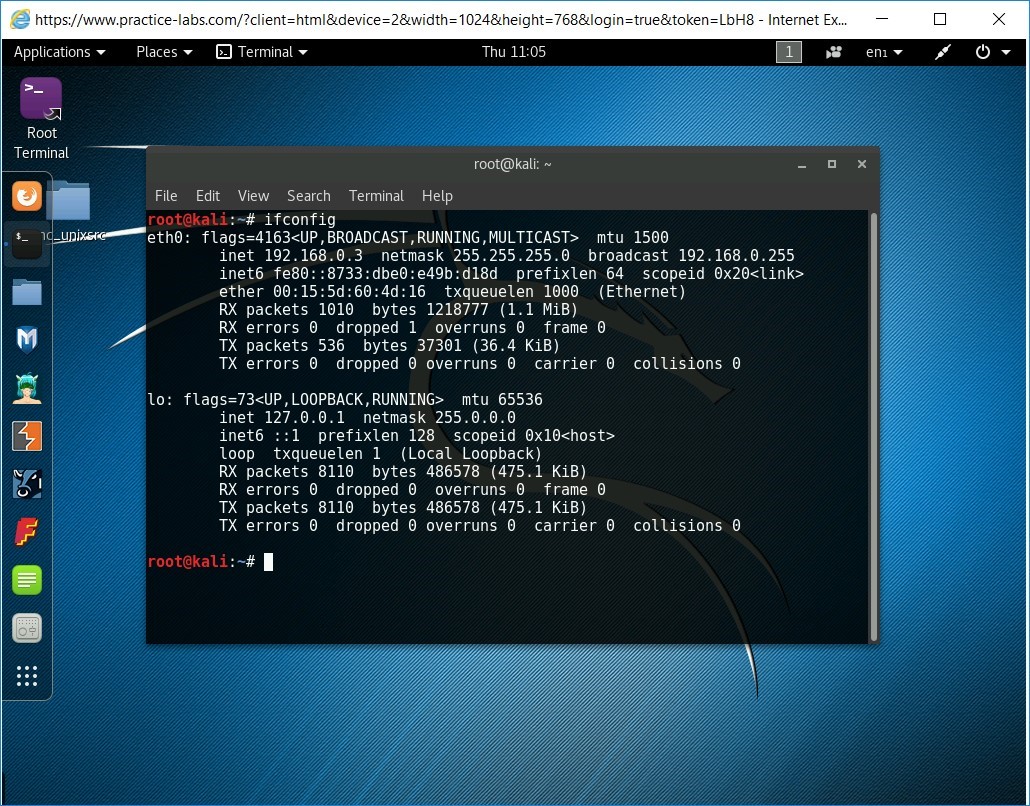 https://www.practice-labs.com/?client=html&device=2&width=1024&height=768&login=true&token=LbH8 - Internet Ex...
Applications Places Terminal Thu 11:05 1 en1
Root
Terminal
nc_unixsrc
root@kali: ~
File Edit View Search Terminal Help
root@kali:~# ifconfig
eth0: flags=4163<UP,BROADCAST,RUNNING,MULTICAST>  mtu 1500
        inet 192.168.0.3  netmask 255.255.255.0  broadcast 192.168.0.255
        inet6 fe80::8733:dbe0:e49b:d18d  prefixlen 64  scopeid 0x20<link>
        ether 00:15:5d:60:4d:16  txqueuelen 1000  (Ethernet)
        RX packets 1010  bytes 1218777 (1.1 MiB)
        RX errors 0  dropped 1  overruns 0  frame 0
        TX packets 536  bytes 37301 (36.4 KiB)
        TX errors 0  dropped 0 overruns 0  carrier 0  collisions 0
lo: flags=73<UP,LOOPBACK,RUNNING>  mtu 65536
        inet 127.0.0.1  netmask 255.0.0.0
        inet6 ::1  prefixlen 128  scopeid 0x10<host>
        loop  txqueuelen 1  (Local Loopback)
        RX packets 8110  bytes 486578 (475.1 KiB)
        RX errors 0  dropped 0  overruns 0  frame 0
        TX packets 8110  bytes 486578 (475.1 KiB)
        TX errors 0  dropped 0 overruns 0  carrier 0  collisions 0
root@kali:~#